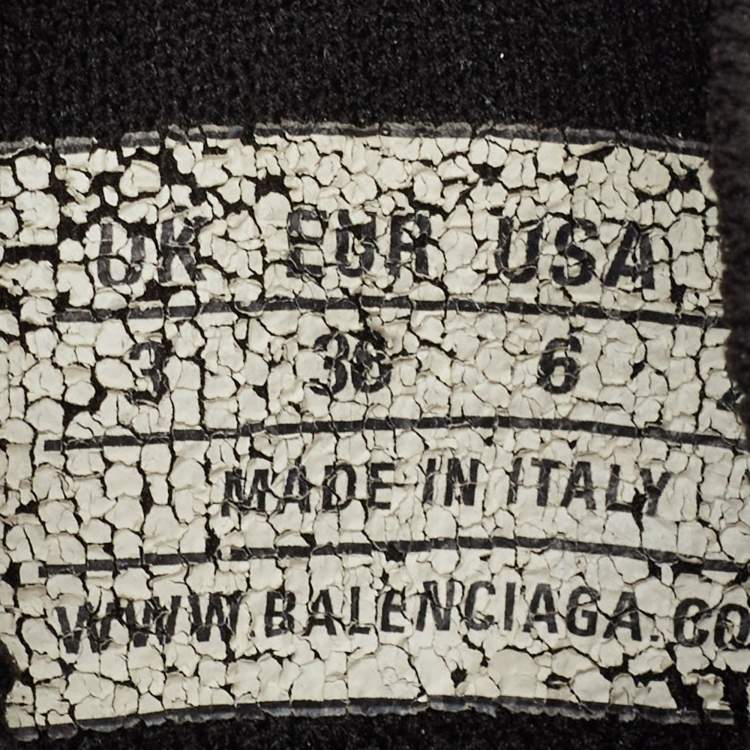 UK EUR USA
3 36 6
MADE IN ITALY
WWW.BALENCIAGA.CO